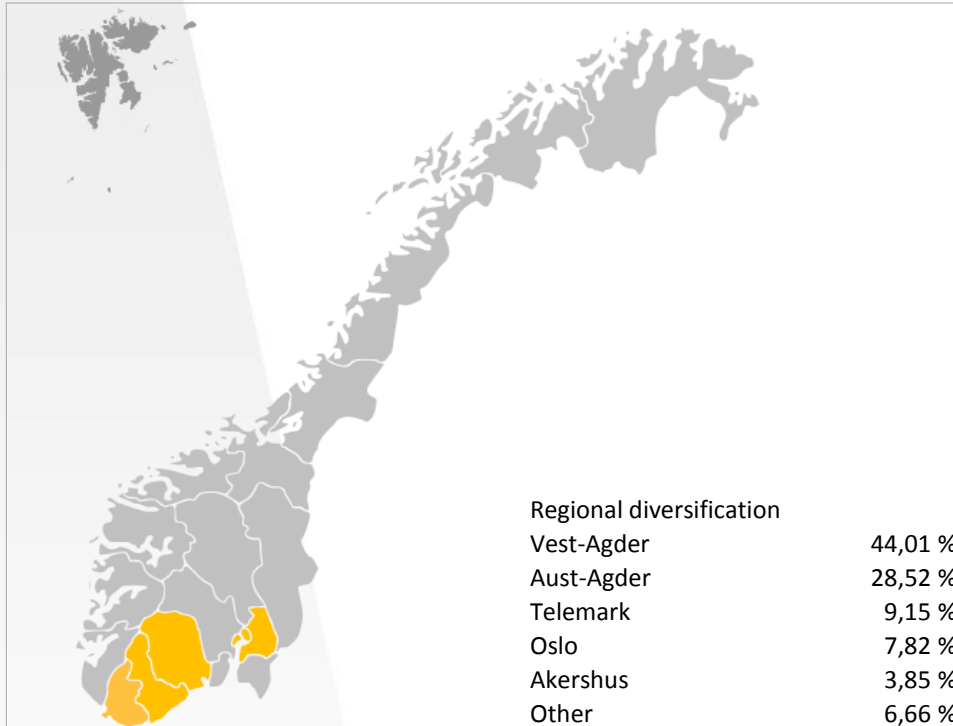 Regional diversification
Vest-Agder 44,01 %
Aust-Agder 28,52 %
Telemark 9,15 %
Oslo 7,82 %
Akershus 3,85 %
Other 6,66 %